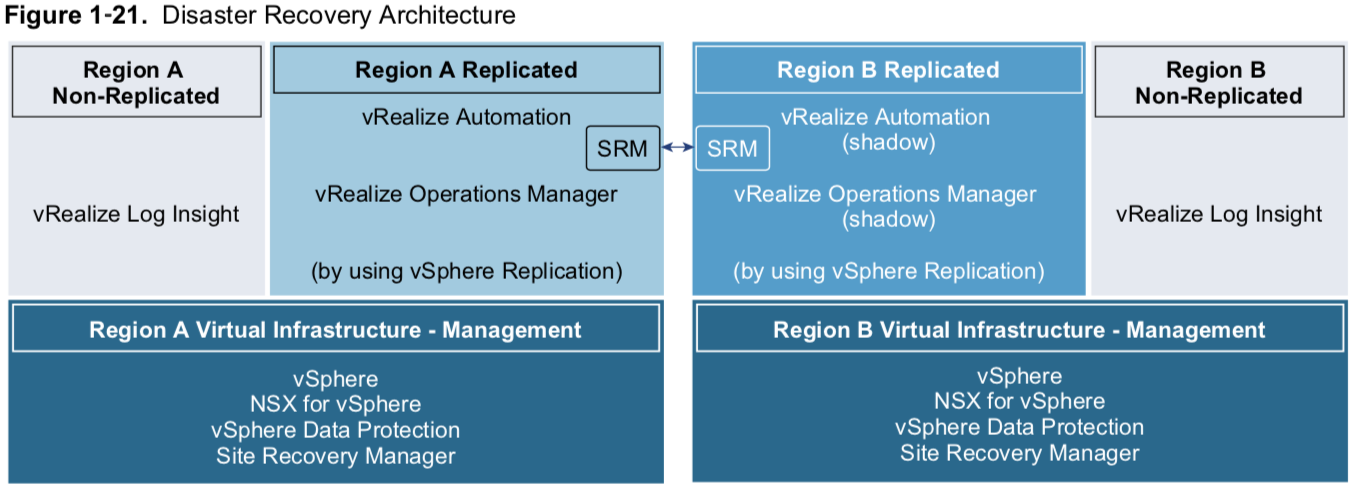 Figure 1-21. Disaster Recovery Architecture
Region A
Non-Replicated
vRealize Log Insight
Region A Replicated
vRealize Automation
SRM
vRealize Operations Manager
(by using vSphere Replication)
Region B Replicated
vRealize Automation
(shadow)
SRM
vRealize Operations Manager
(shadow)
(by using vSphere Replication)
Region B
Non-Replicated
vRealize Log Insight
Region A Virtual Infrastructure - Management
vSphere
NSX for vSphere
vSphere Data Protection
Site Recovery Manager
Region B Virtual Infrastructure - Management
vSphere
NSX for vSphere
vSphere Data Protection
Site Recovery Manager